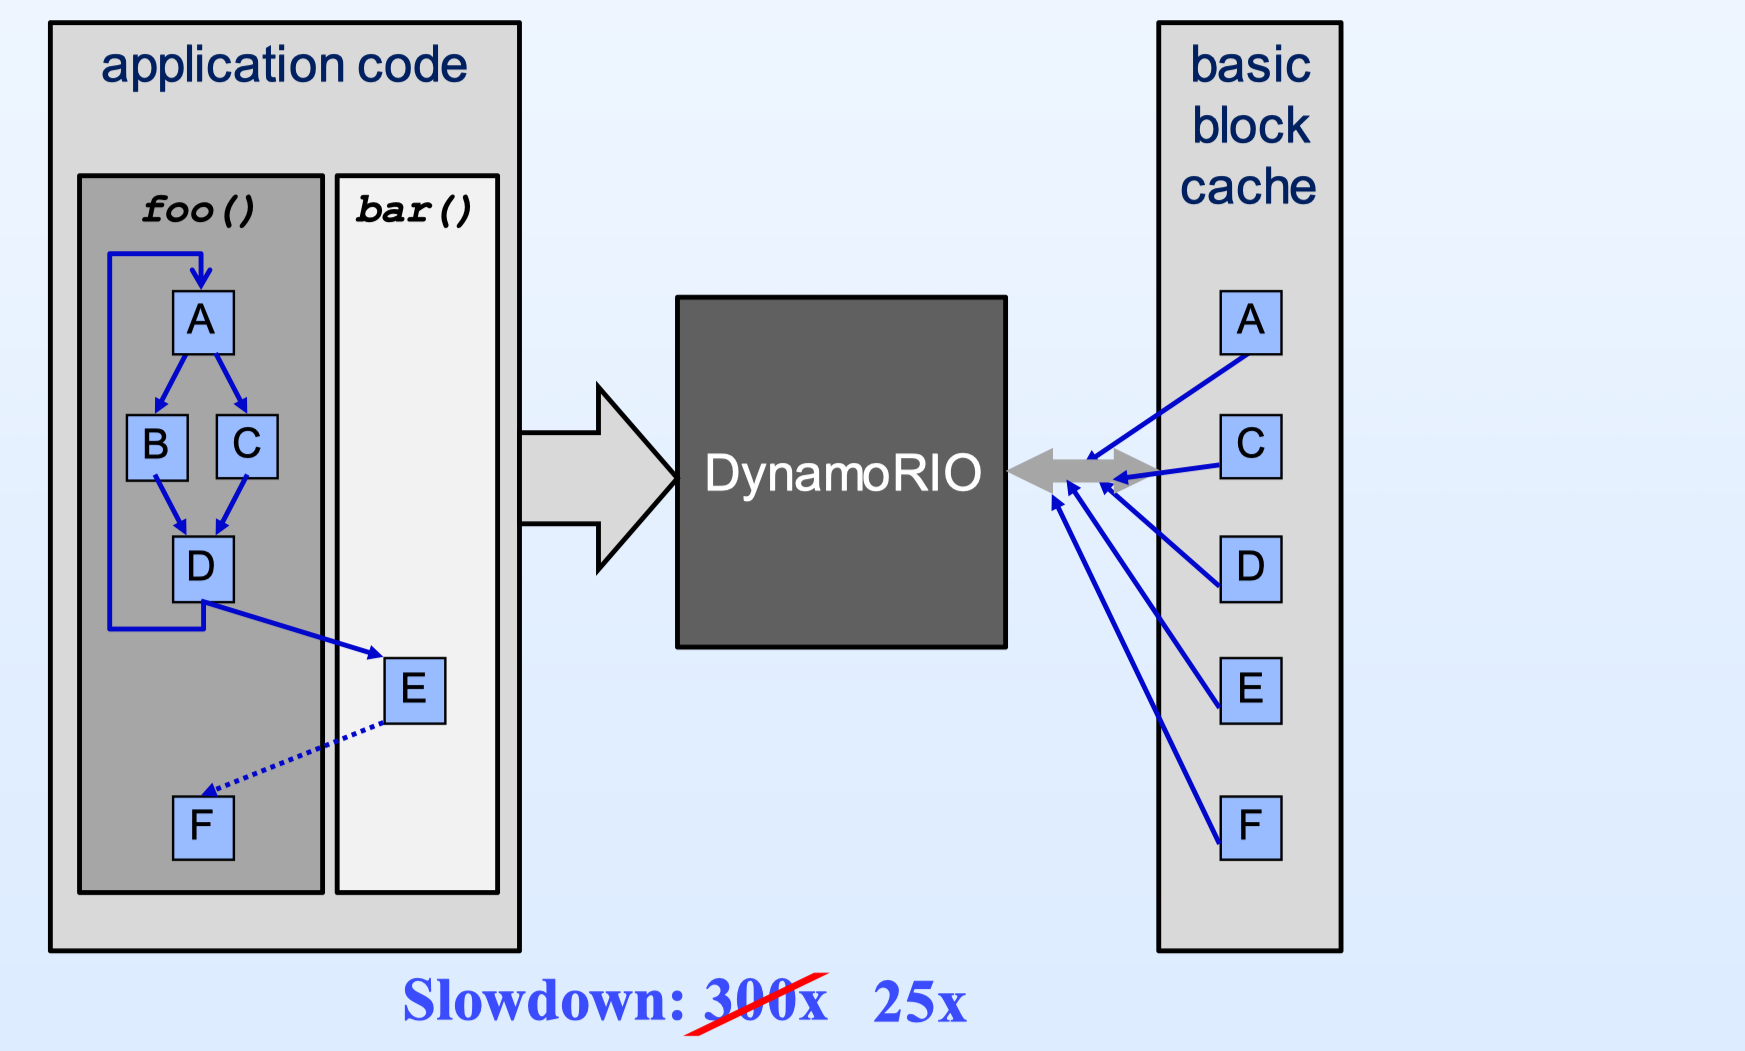 application code
foo()
bar()
A
B
C
D
E
F
DynamoRIO
basic
block
cache
A
C
D
E
F
Slowdown: 300x 25x